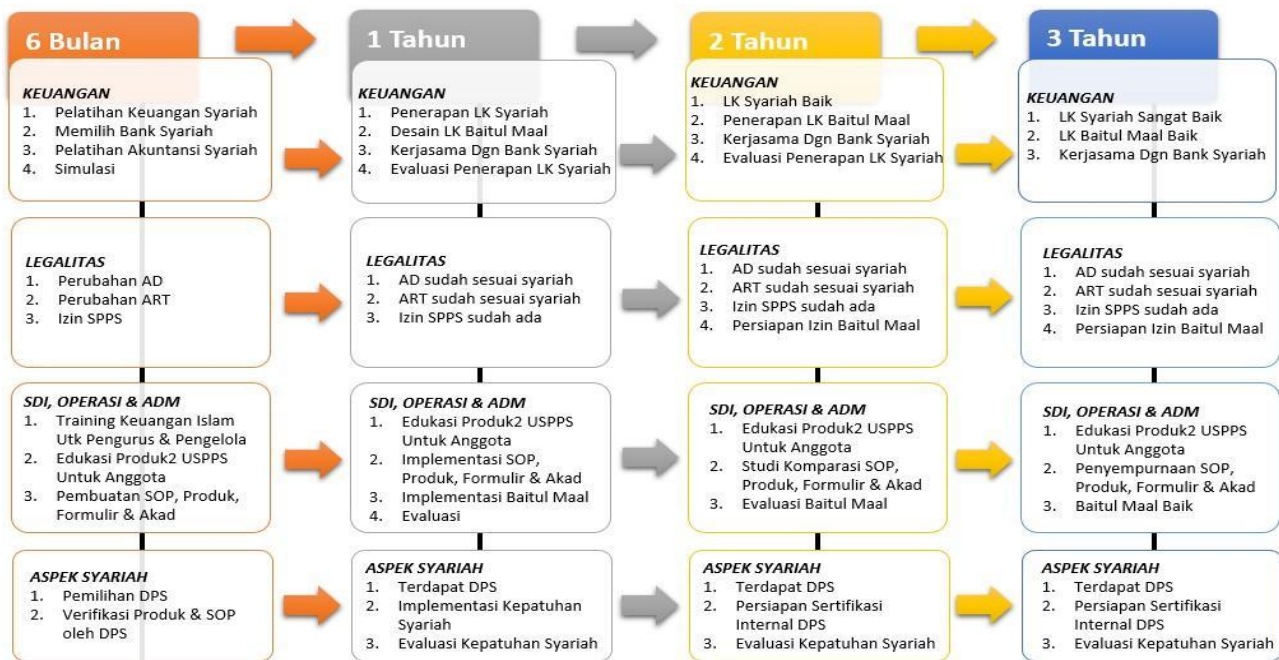 6 Bulan
KEUANGAN
1. Pelatihan Keuangan Syariah
2. Memilih Bank Syariah
3. Pelatihan Akuntansi Syariah
4. Simulasi
LEGALITAS
1. Perubahan AD
2. Perubahan ART
3. Izin SPPS
SDI, OPERASI & ADM
1. Training Keuangan Islam
Utk Pengurus & Pengelola
2. Edukasi Produk2 USPPS
Untuk Anggota
3. Pembuatan SOP, Produk,
Formulir & Akad
ASPEK SYARIAH
1. Pemilihan DPS
2. Verifikasi Produk & SOP
oleh DPS
1 Tahun
KEUANGAN
1. Penerapan LK Syariah
2. Desain LK Baitul Maal
3. Kerjasama Dgn Bank Syariah
4. Evaluasi Penerapan LK Syariah
LEGALITAS
1. AD sudah sesuai syariah
2. ART sudah sesuai syariah
3. Izin SPPS sudah ada
SDI, OPERASI & ADM
1. Edukasi Produk2 USPPS
Untuk Anggota
2. Implementasi SOP,
Produk, Formulir & Akad
3. Implementasi Baitul Maal
4. Evaluasi
ASPEK SYARIAH
1. Terdapat DPS
2. Implementasi Kepatuhan
Syariah
3. Evaluasi Kepatuhan Syariah
2 Tahun
KEUANGAN
1. LK Syariah Baik
2. Penerapan LK Baitul Maal
3. Kerjasama Dgn Bank Syariah
4. Evaluasi Penerapan LK Syariah
LEGALITAS
1. AD sudah sesuai syariah
2. ART sudah sesuai syariah
3. Izin SPPS sudah ada
4. Persiapan Izin Baitul Maal
SDI, OPERASI & ADM
1. Edukasi Produk2 USPPS
Untuk Anggota
2. Studi Komparasi SOP,
Produk, Formulir & Akad
3. Evaluasi Baitul Maal
ASPEK SYARIAH
1. Terdapat DPS
2. Persiapan Sertifikasi
Internal DPS
3. Evaluasi Kepatuhan Syariah
3 Tahun
KEUANGAN
1. LK Syariah Sangat Baik
2. LK Baitul Maal Baik
3. Kerjasama Dgn Bank Syariah
LEGALITAS
1. AD sudah sesuai syariah
2. ART sudah sesuai syariah
3. Izin SPPS sudah ada
4. Persiapan Izin Baitul Maal
SDI, OPERASI & ADM
1. Edukasi Produk2 USPPS
Untuk Anggota
2. Penyempurnaan SOP,
Produk, Formulir & Akad
3. Baitul Maal Baik
ASPEK SYARIAH
1. Terdapat DPS
2. Persiapan Sertifikasi
Internal DPS
3. Evaluasi Kepatuhan Syariah